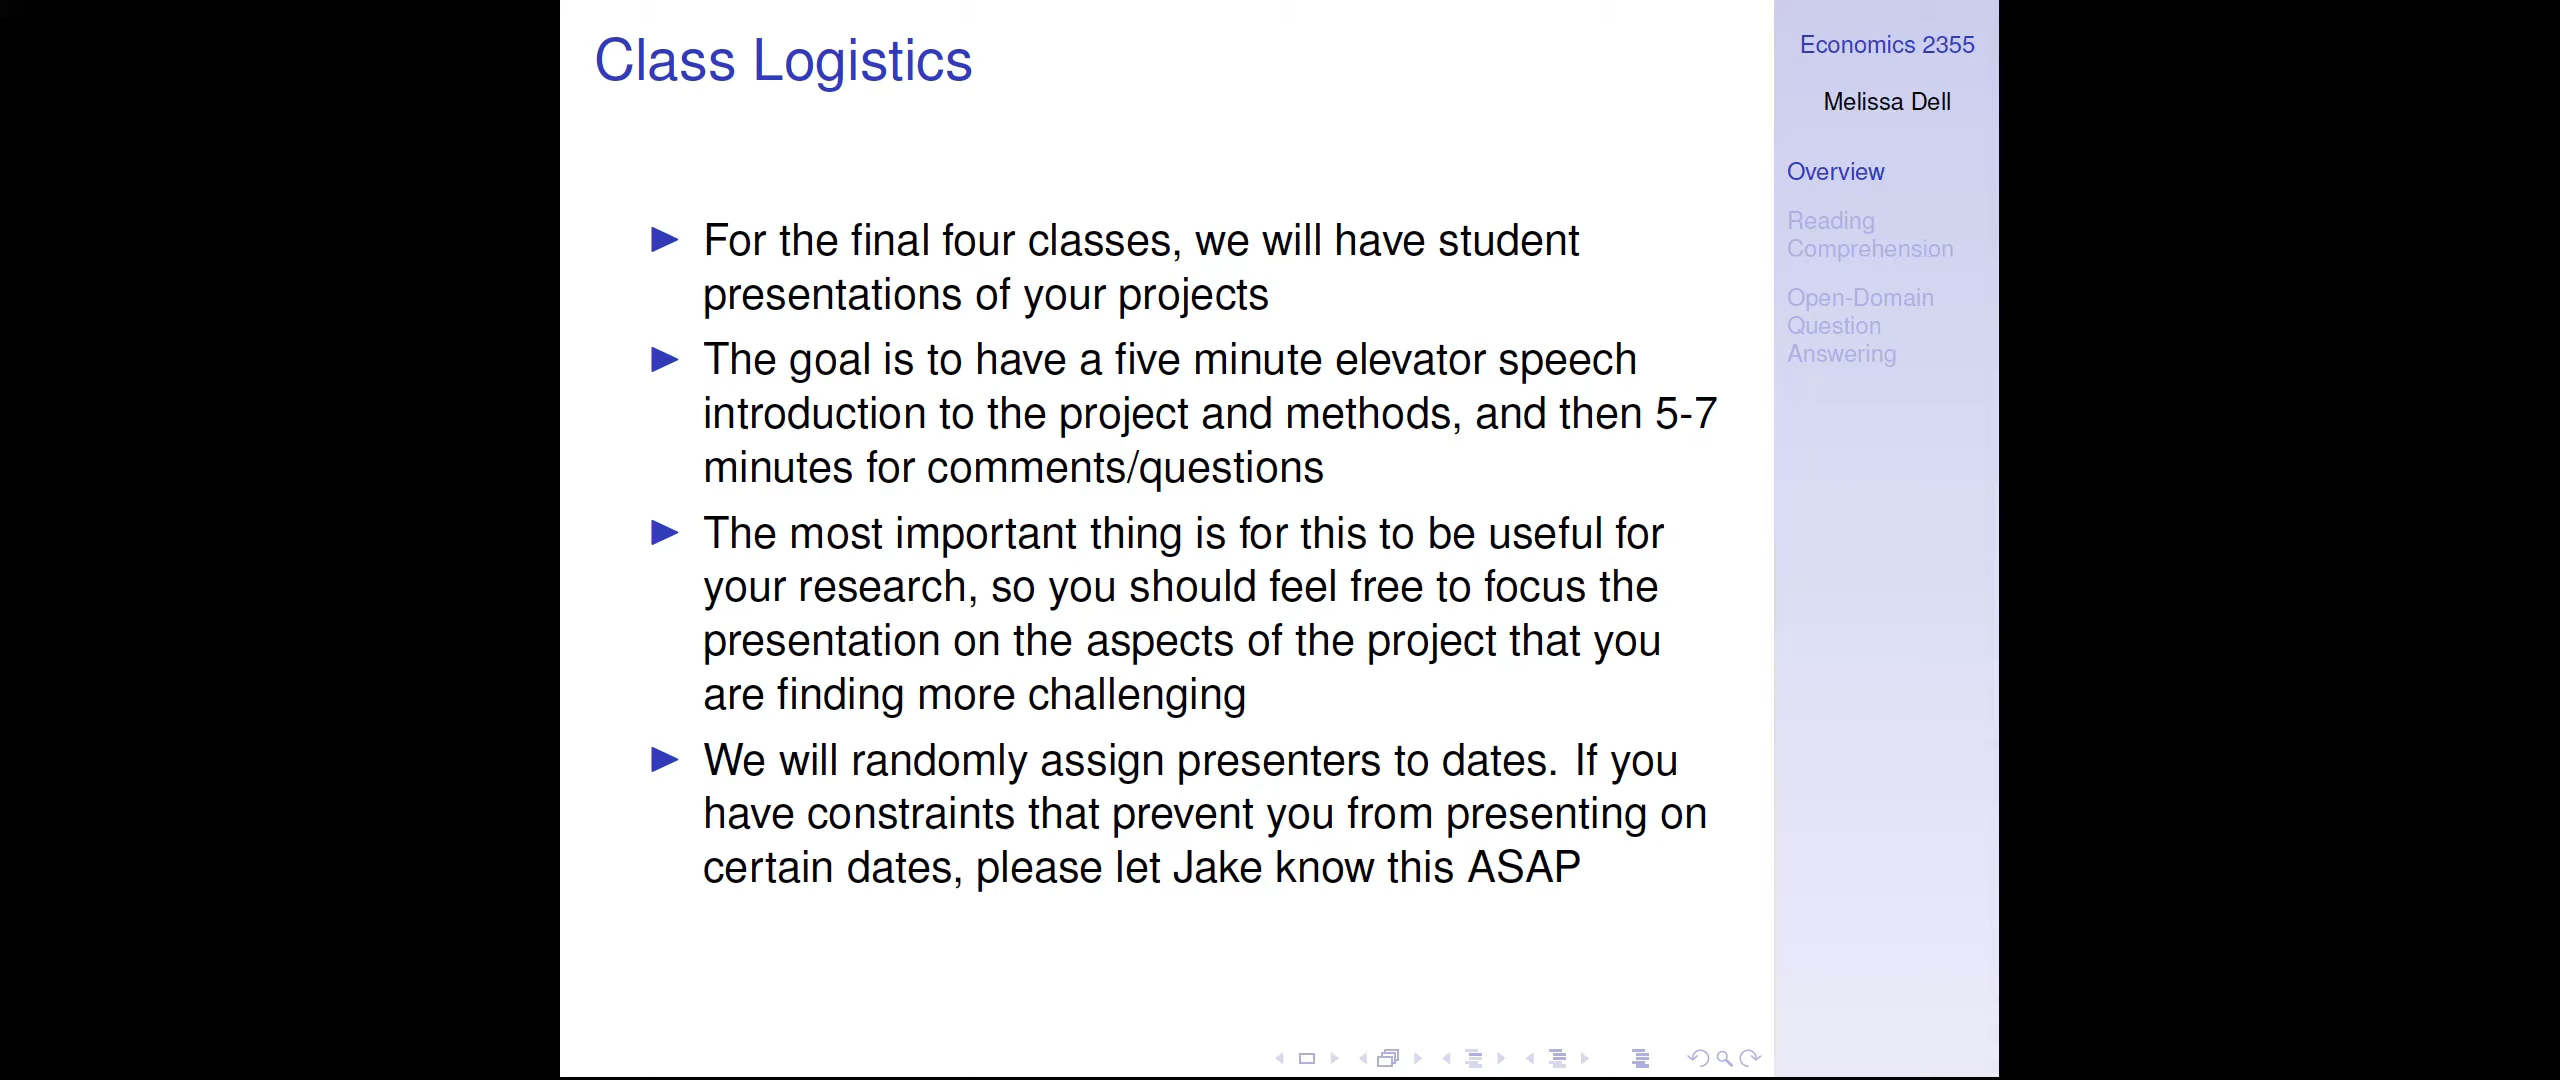 Class Logistics
For the final four classes, we will have student
presentations of your projects
The goal is to have a five minute elevator speech
introduction to the project and methods, and then 5-7
minutes for comments/questions
The most important thing is for this to be useful for
your research, so you should feel free to focus the
presentation on the aspects of the project that you
are finding more challenging
We will randomly assign presenters to dates. If you
have constraints that prevent you from presenting on
certain dates, please let Jake know this ASAP
Economics 2355
Melissa Dell
Overview
Reading
Comprehension
Open-Domain
Question
Answering